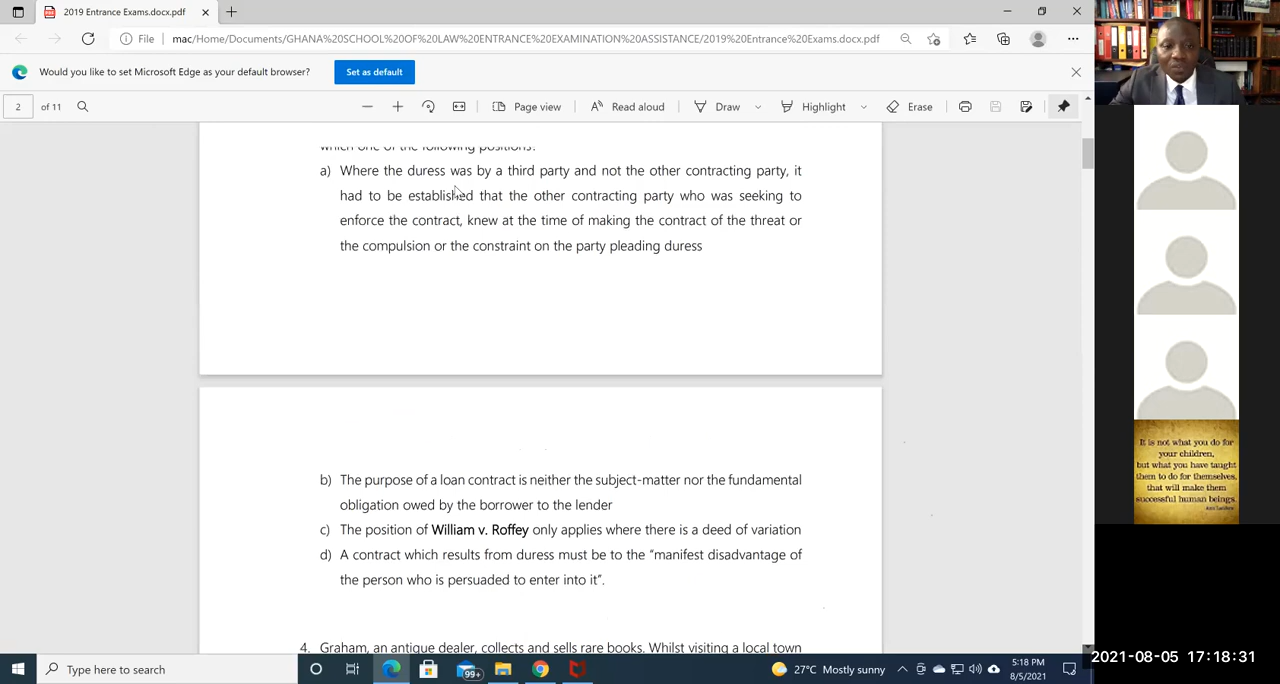 2019 Entrance Exams.docx.pdf
File
mac/Home/Documents/GHANA%20SCHOOL%20OF%20LAW%20ENTRANCE%20EXAMINATION%20ASSISTANCE/2019%20Entrance%20Exams.docx.pdf
Would you like to set Microsoft Edge as your default browser?
Set as default
2 of 11
Page view
Read aloud
Draw
Highlight
Erase
which one of the following positions?
a) Where the duress was by a third party and not the other contracting party, it
had to be established that the other contracting party who was seeking to
enforce the contract, knew at the time of making the contract of the threat or
the compulsion or the constraint on the party pleading duress
b) The purpose of a loan contract is neither the subject-matter nor the fundamental
obligation owed by the borrower to the lender
c) The position of William v. Roffey only applies where there is a deed of variation
d) A contract which results from duress must be to the “manifest disadvantage of
the person who is persuaded to enter into it”.
4. Graham, an antique dealer, collects and sells rare books. Whilst visiting a local town
It is not what you do for
your children,
but what you have taught
them to do for themselves,
that will make them
successful human beings.
Type here to search
99+
27°C Mostly sunny
5:18 PM
8/5/2021
2021-08-05 17:18:31